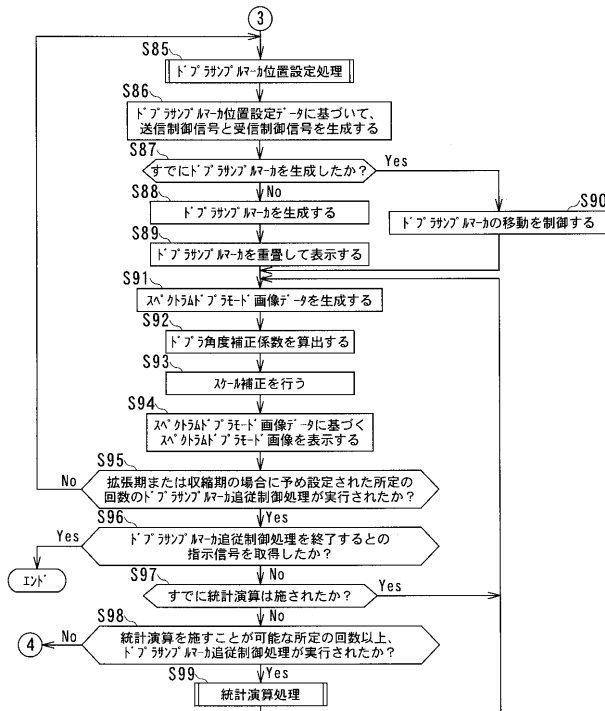 3
S85
ドプラサンプルマーカ位置設定処理
S86
ドプラサンプルマーカ位置設定データに基づいて、
送信制御信号と受信制御信号を生成する
S87
すでにドプラサンプルマーカを生成したか？
Yes
No
S88
ドプラサンプルマーカを生成する
S90
ドプラサンプルマーカの移動を制御する
S89
ドプラサンプルマーカを重畳して表示する
S91
スペクトラムドプラモード画像データを生成する
S92
ドプラ角度補正係数を算出する
S93
スケール補正を行う
S94
スペクトラムドプラモード画像データに基づく
スペクトラムドプラモード画像を表示する
S95
No
拡張期または収縮期の場合に予め設定された所定の
回数のドプラサンプルマーカ追従制御処理が実行されたか？
Yes
S96
Yes
ドプラサンプルマーカ追従制御処理を終了するとの
指示信号を取得したか？
エンド
No
S97
すでに統計演算は施されたか？
Yes
No
S98
4
No
統計演算を施すことが可能な所定の回数以上、
ドプラサンプルマーカ追従制御処理が実行されたか？
Yes
S99
統計演算処理